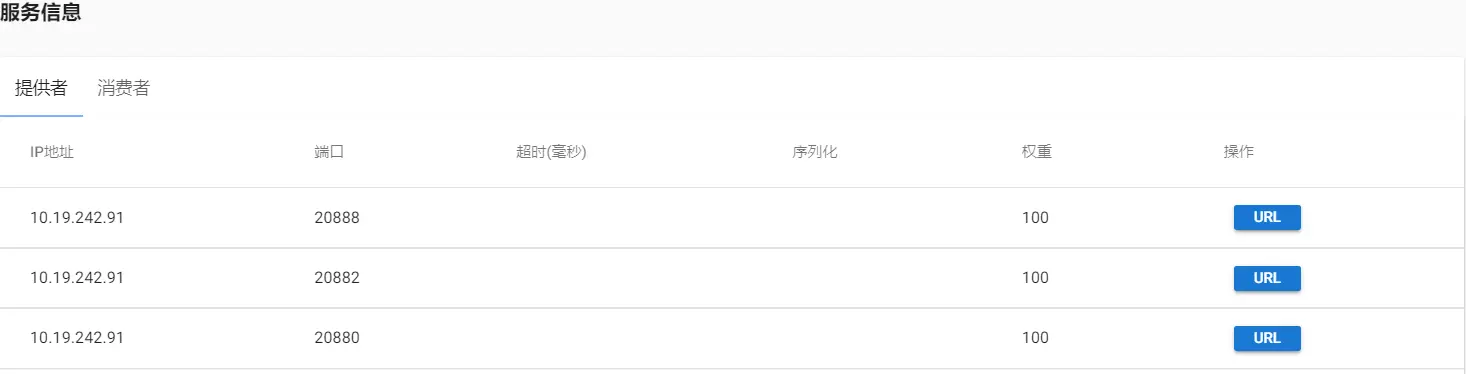 服务信息
提供者 消费者
IP地址 端口 超时(毫秒) 序列化 权重 操作
10.19.242.91 20888 100 URL
10.19.242.91 20882 100 URL
10.19.242.91 20880 100 URL